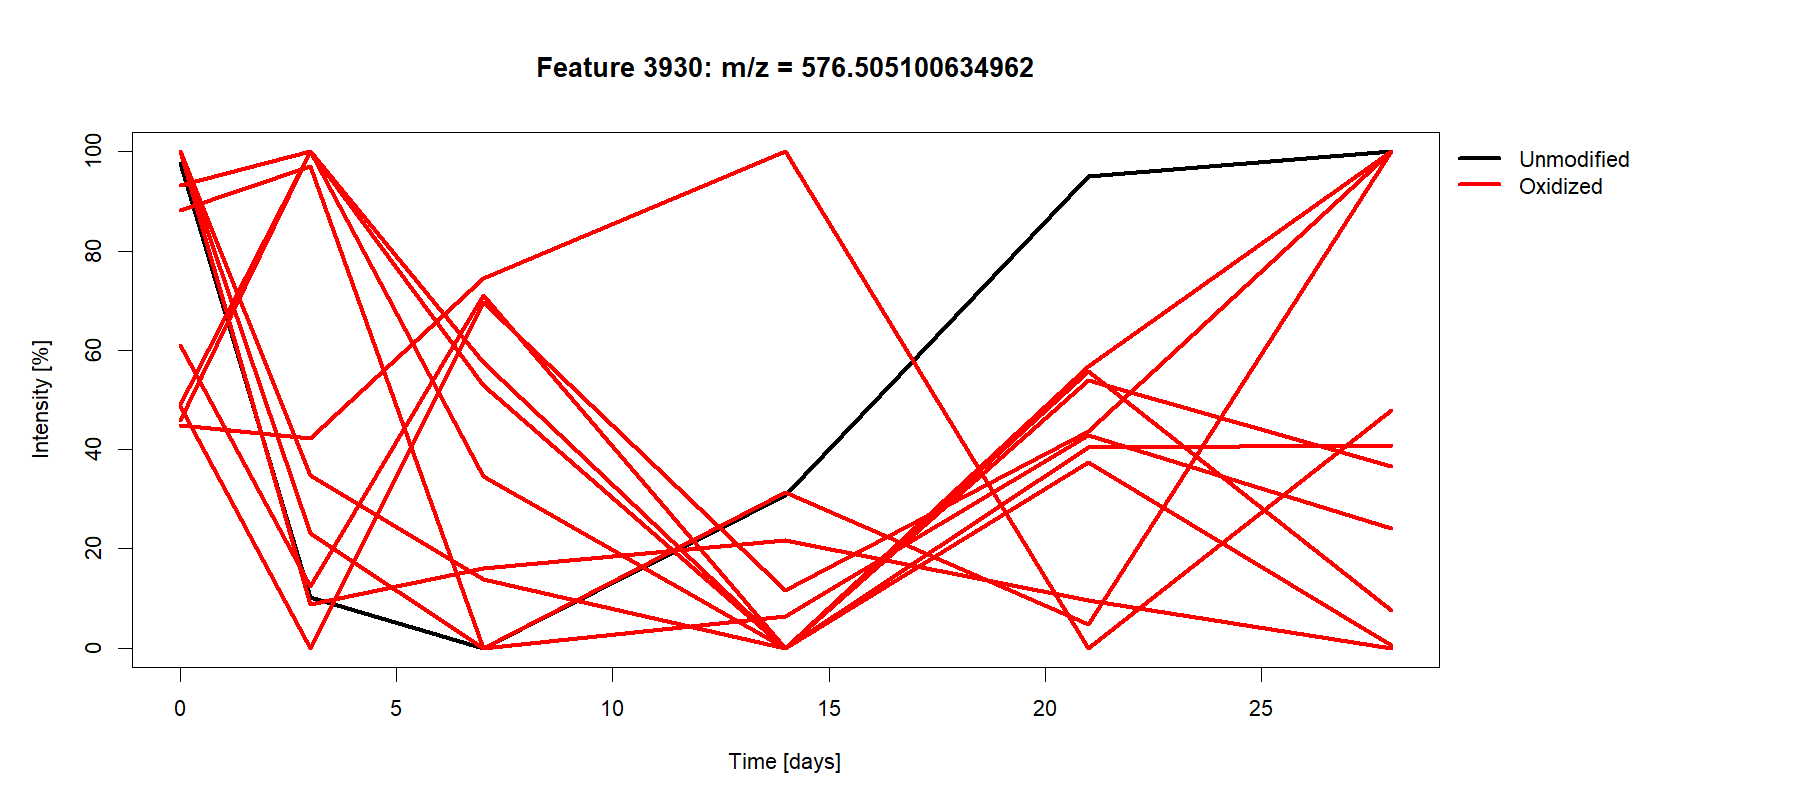 Feature 3930: m/z = 576.505100634962
Unmodified
Oxidized
100
80
60
40
20
0
Intensity [%]
0 5 10 15 20 25
Time [days]